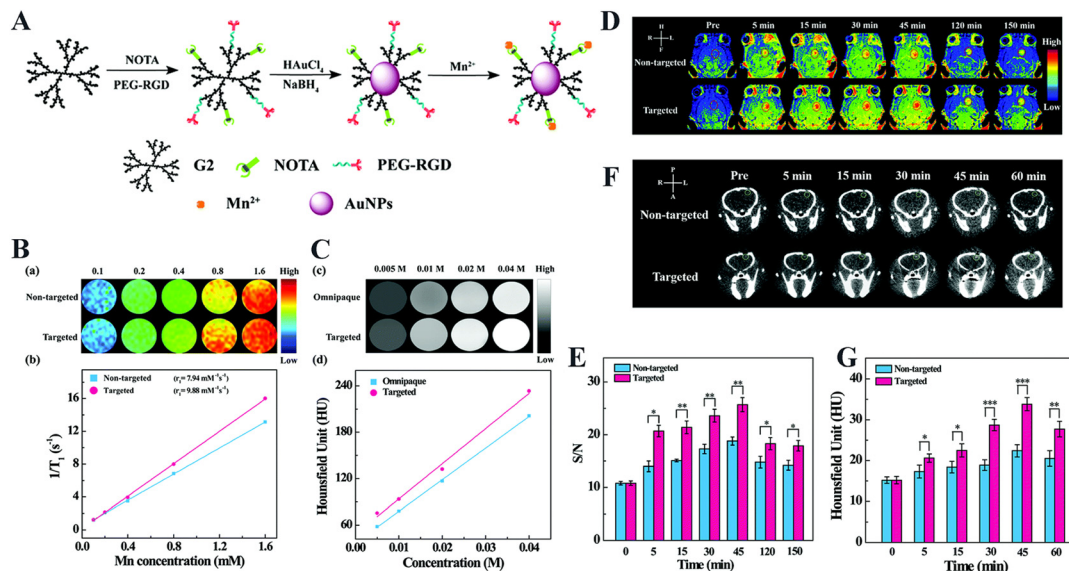 A
NOTA
PEG-RGD
HAuCl4
NaBH4
Mn²⁺
G2
NOTA
PEG-RGD
Mn²⁺
AuNPs
B
(a)
0.1 0.2 0.4 0.8 1.6
Non-targeted
Targeted
High
Low
(b)
Non-targeted (r₁= 7.94 mM⁻¹s⁻¹)
Targeted (r₁= 9.88 mM⁻¹s⁻¹)
1/T₁ (s⁻¹)
16
12
8
4
0
0.0 0.4 0.8 1.2 1.6
Mn concentration (mM)
C
(c)
0.005 M 0.01 M 0.02 M 0.04 M
Omnipaque
Targeted
High
Low
(d)
Omnipaque
Targeted
Hounsfield Unit (HU)
240
180
120
60
0.00 0.01 0.02 0.03 0.04
Concentration (M)
D
H
R L
F
Pre 5 min 15 min 30 min 45 min 120 min 150 min
Non-targeted
Targeted
High
Low
F
P
R L
A
Pre 5 min 15 min 30 min 45 min 60 min
Non-targeted
Targeted
E
Non-targeted
Targeted
S/N
30
20
10
0
* ** ** ** * *
0 5 15 30 45 120 150
Time (min)
G
Non-targeted
Targeted
Hounsfield Unit (HU)
40
30
20
10
0
* * *** *** **
0 5 15 30 45 60
Time (min)